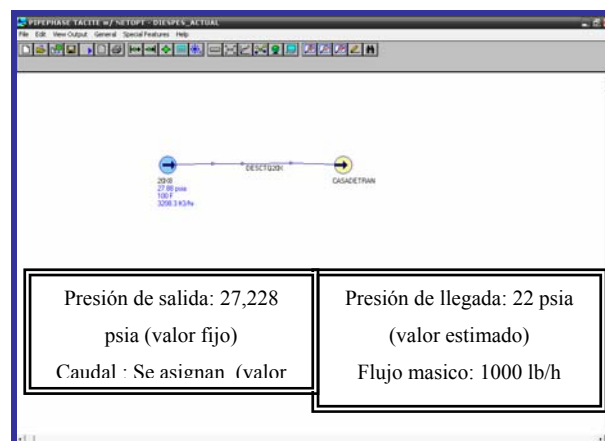 PIPEPHASE TACITE w/ NETOPT - DIESPES_ACTUAL
File Edit View Output General Special Features Help
DESCTQ20X
CASADETRAN
27.88 psia
100 F
Presión de salida: 27,228
psia (valor fijo)
Caudal : Se asignan (valor
Presión de llegada: 22 psia
(valor estimado)
Flujo masico: 1000 lb/h